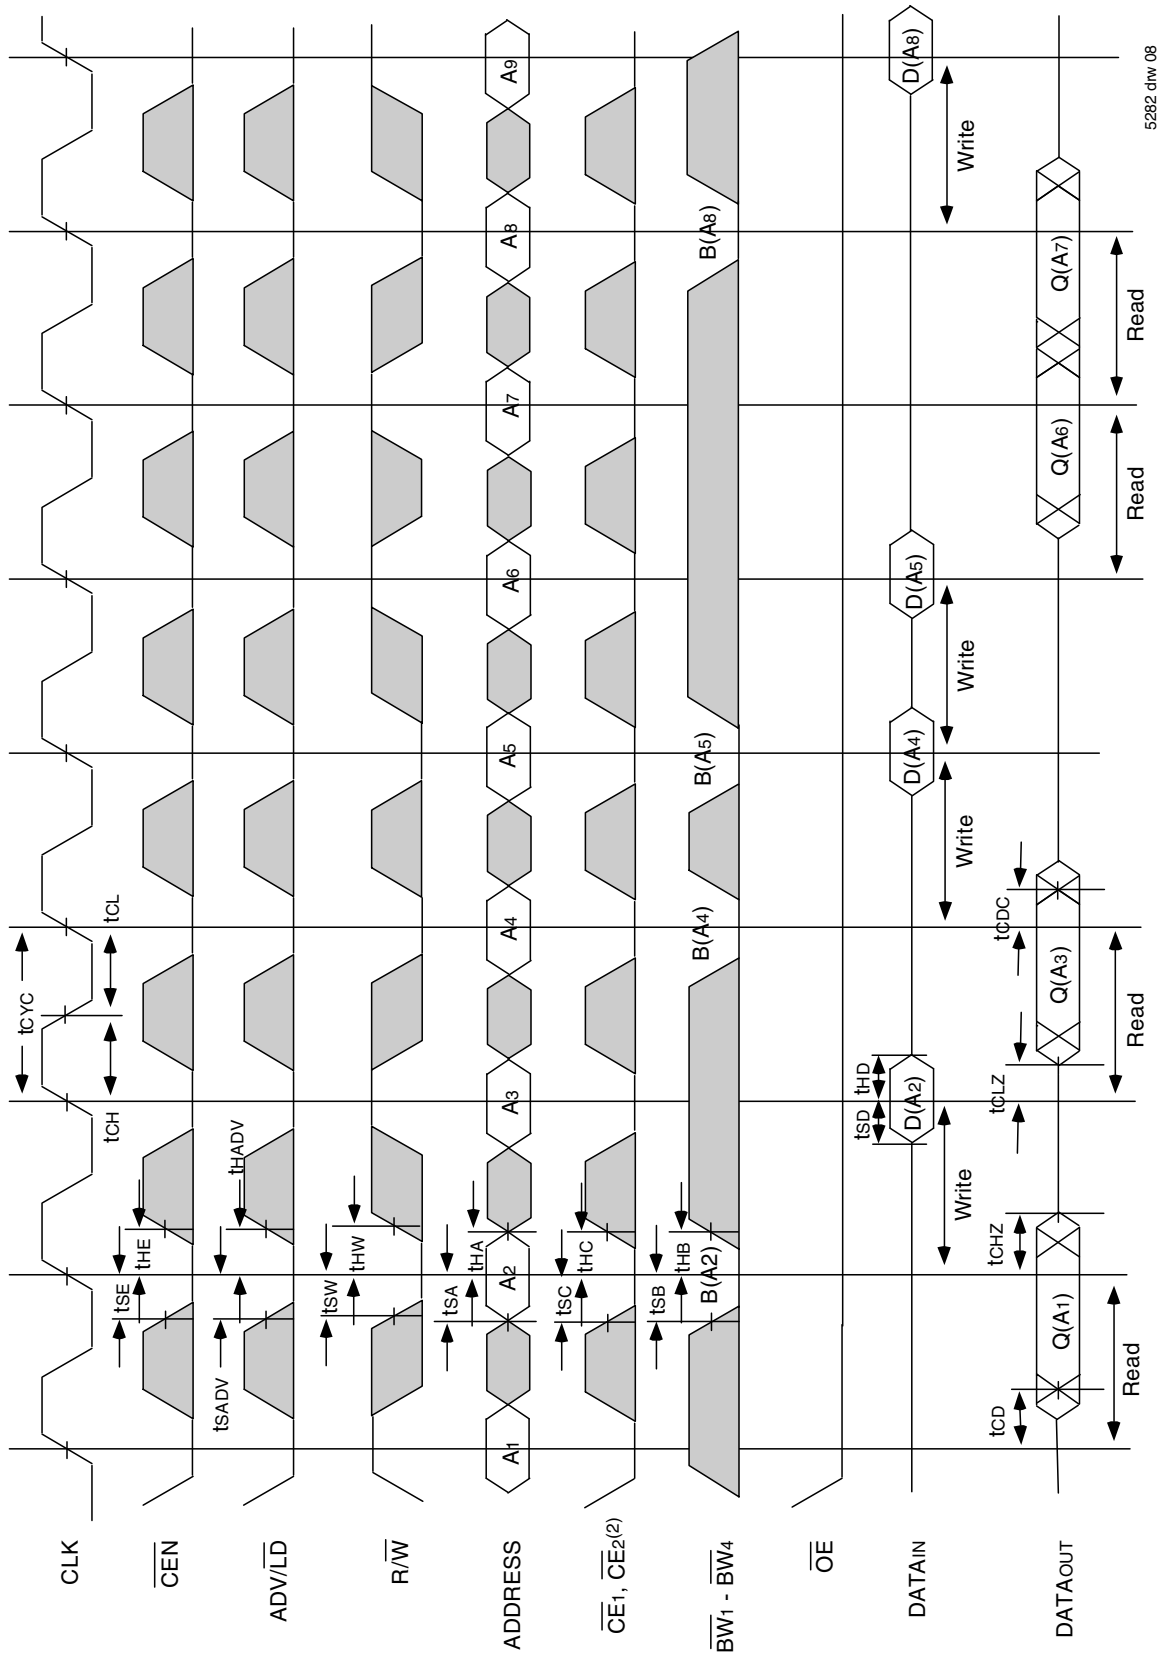 CLK
tCYC
tCH
tCL
CEN
tSE
tHE
ADV/LD
tSADV
tHADV
R/W
tSW
tHW
ADDRESS
A1
A2
A3
A4
A5
A6
A7
A8
A9
tSA
tHA
CE1, CE2(2)
tSC
tHC
BW1 - BW4
tSB
tHB
B(A2)
B(A4)
B(A5)
B(A8)
OE
DATAIN
tSD
tHD
D(A2)
D(A4)
D(A5)
D(A8)
Write
Write
Write
Write
DATAOUT
tCD
tCHZ
tCLZ
tCDC
Q(A1)
Q(A3)
Q(A6)
Q(A7)
Read
Read
Read
Read
5282 drw 08